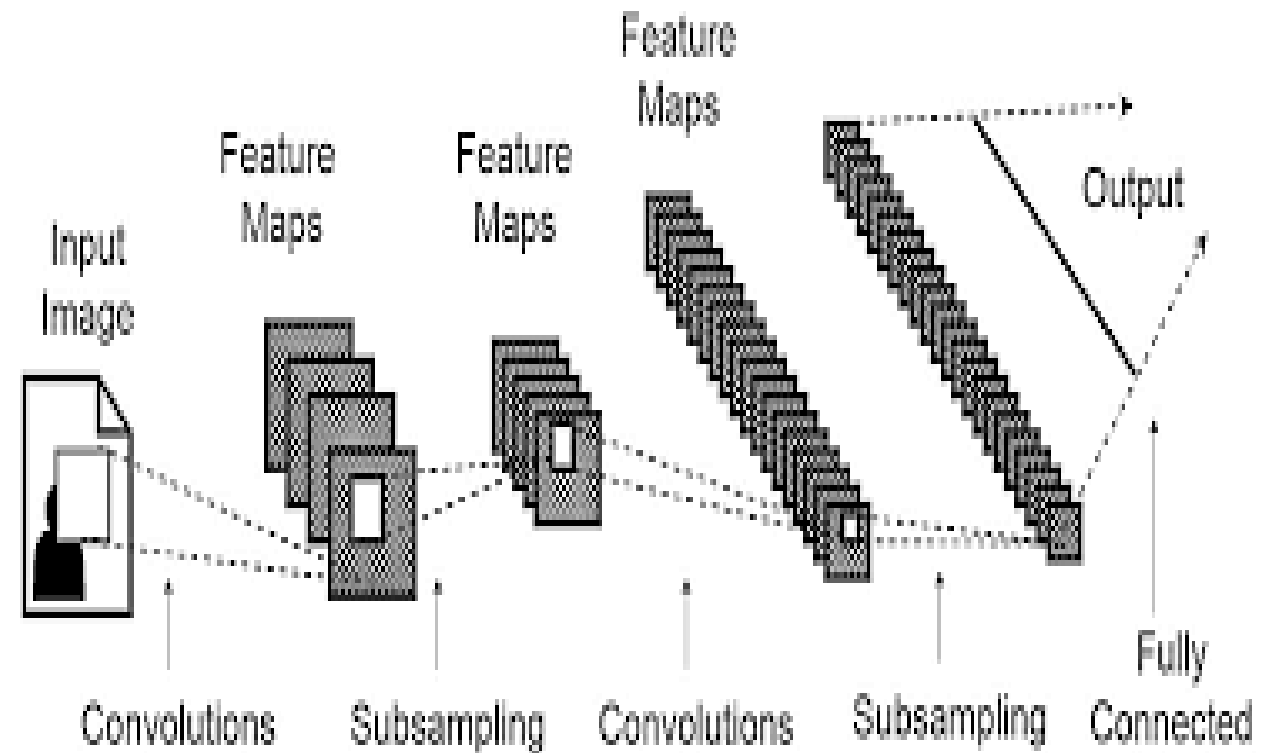 Feature
Maps
Feature
Maps
Feature
Maps
Input
Image
Output
Convolutions
Subsampling
Convolutions
Subsampling
Fully
Connected